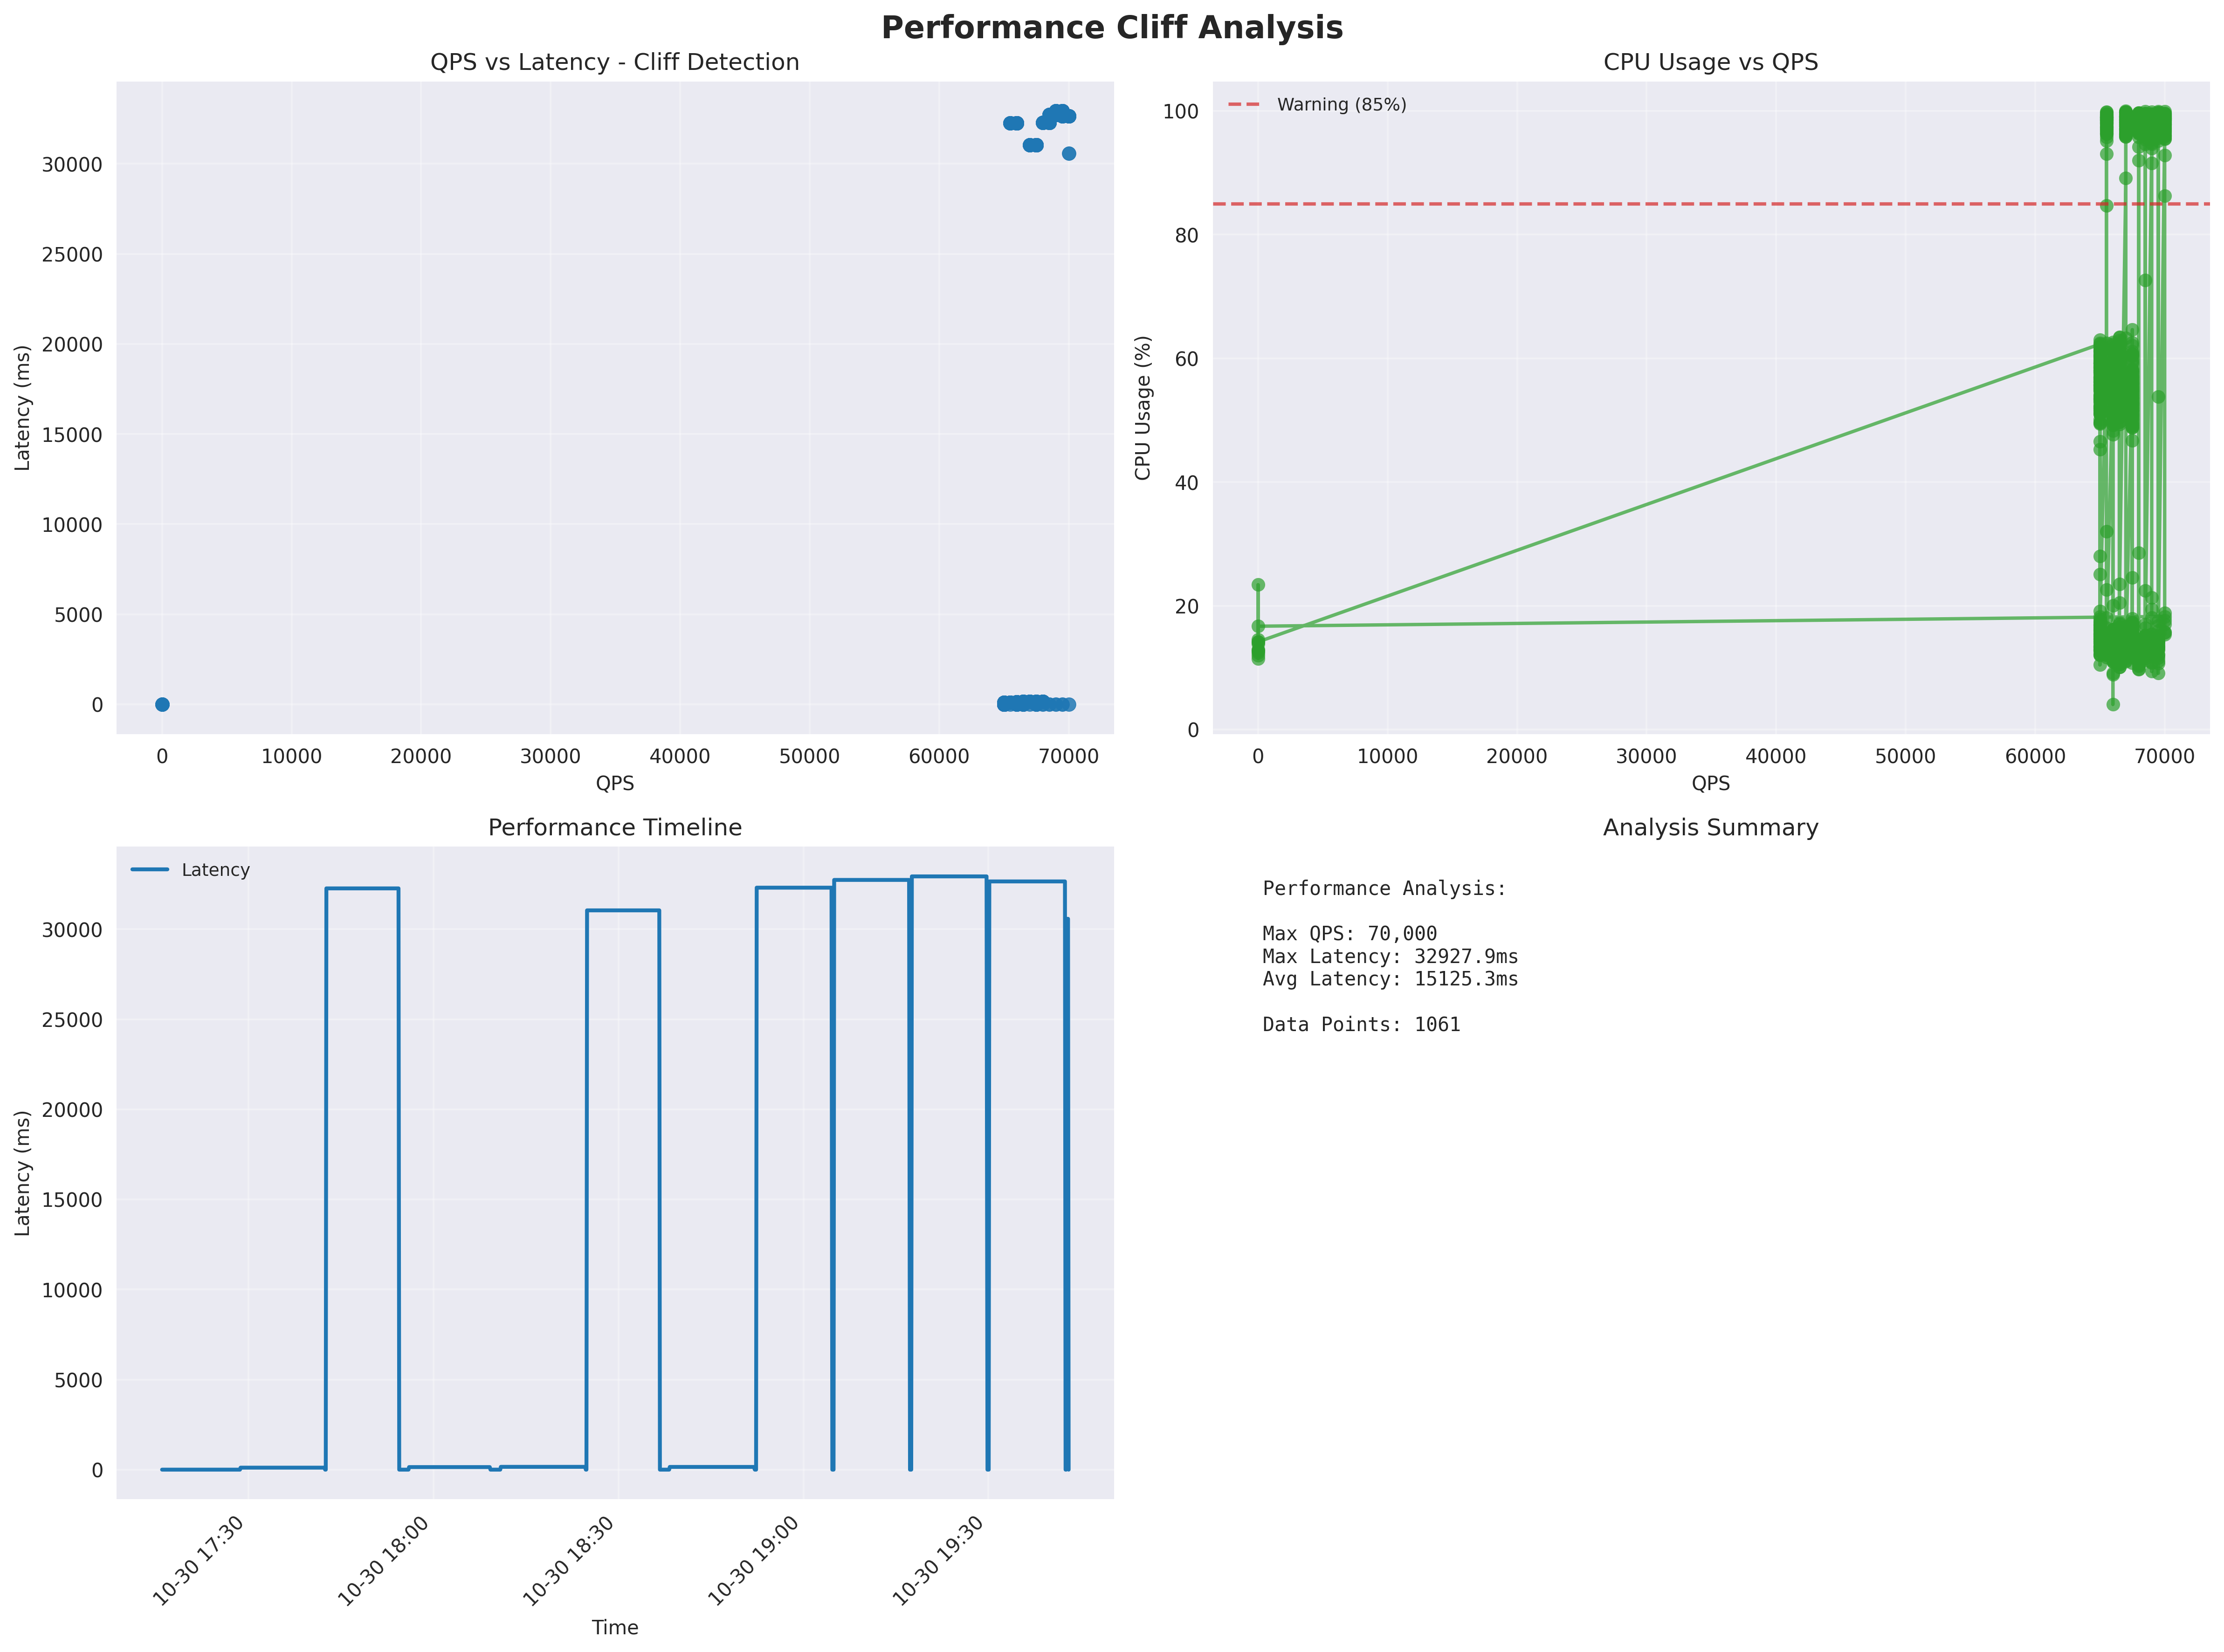 Performance Cliff Analysis
QPS vs Latency - Cliff Detection
Latency (ms)
30000
25000
20000
15000
10000
5000
0
0 10000 20000 30000 40000 50000 60000 70000
QPS
CPU Usage vs QPS
Warning (85%)
CPU Usage (%)
100
80
60
40
20
0
0 10000 20000 30000 40000 50000 60000 70000
QPS
Performance Timeline
Latency
Latency (ms)
30000
25000
20000
15000
10000
5000
0
10-30 17:30
10-30 18:00
10-30 18:30
10-30 19:00
10-30 19:30
Time
Analysis Summary
Performance Analysis:
Max QPS: 70,000
Max Latency: 32927.9ms
Avg Latency: 15125.3ms
Data Points: 1061